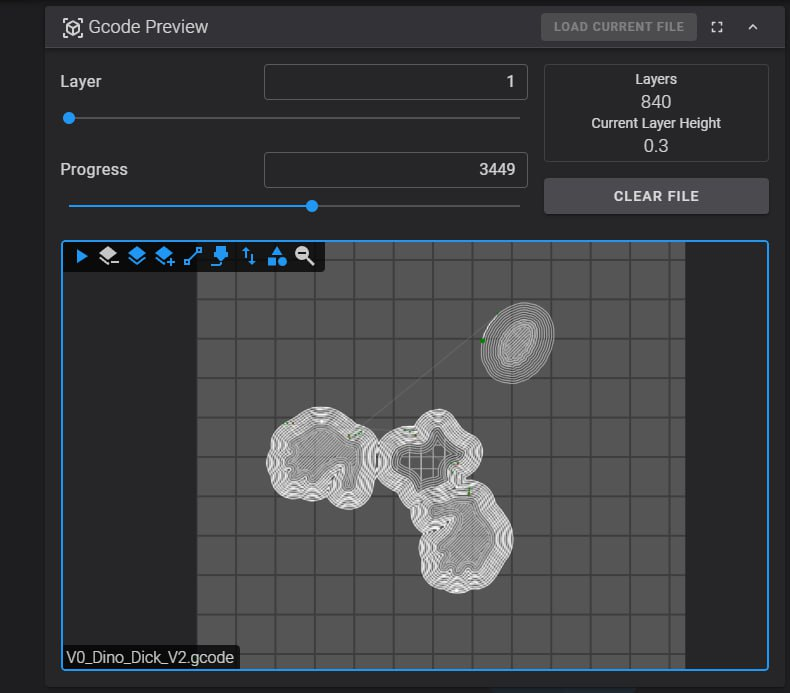 Gcode Preview
LOAD CURRENT FILE
Layer
1
Layers
840
Current Layer Height
0.3
Progress
3449
CLEAR FILE
V0_Dino_Dick_V2.gcode